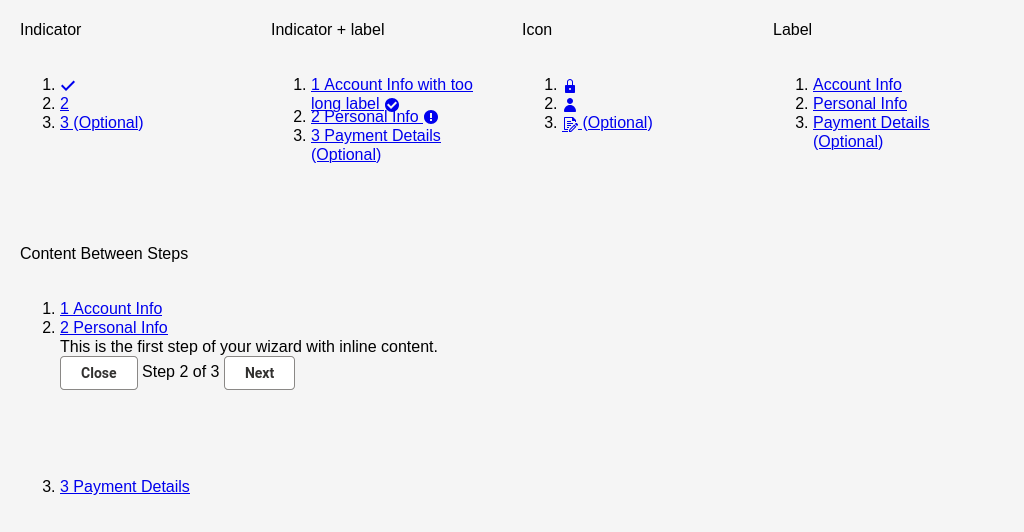 Indicator
1.
2. 2
3. 3 (Optional)
Indicator + label
1. 1 Account Info with too
long label
2. 2 Personal Info
3. 3 Payment Details
(Optional)
Icon
1.
2.
3. (Optional)
Label
1. Account Info
2. Personal Info
3. Payment Details
(Optional)
Content Between Steps
1. 1 Account Info
2. 2 Personal Info
This is the first step of your wizard with inline content.
Close Step 2 of 3 Next
3. 3 Payment Details